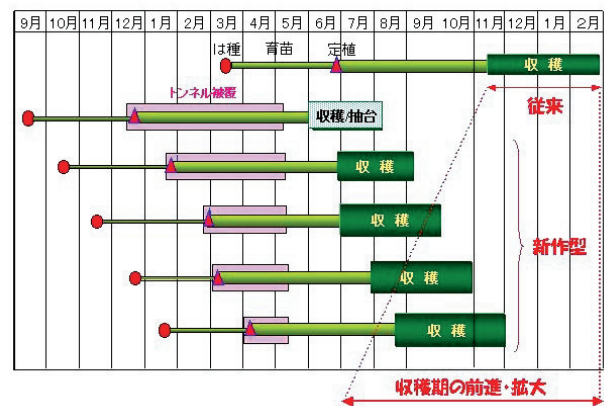 9月 10月 11月 12月 1月 2月 3月 4月 5月 6月 7月 8月 9月 10月 11月 12月 1月 2月
は種 育苗 定植
収穫
トンネル被覆
従来
収穫/抽台
収穫
収穫
新作型
収穫
収穫
収穫期の前進・拡大